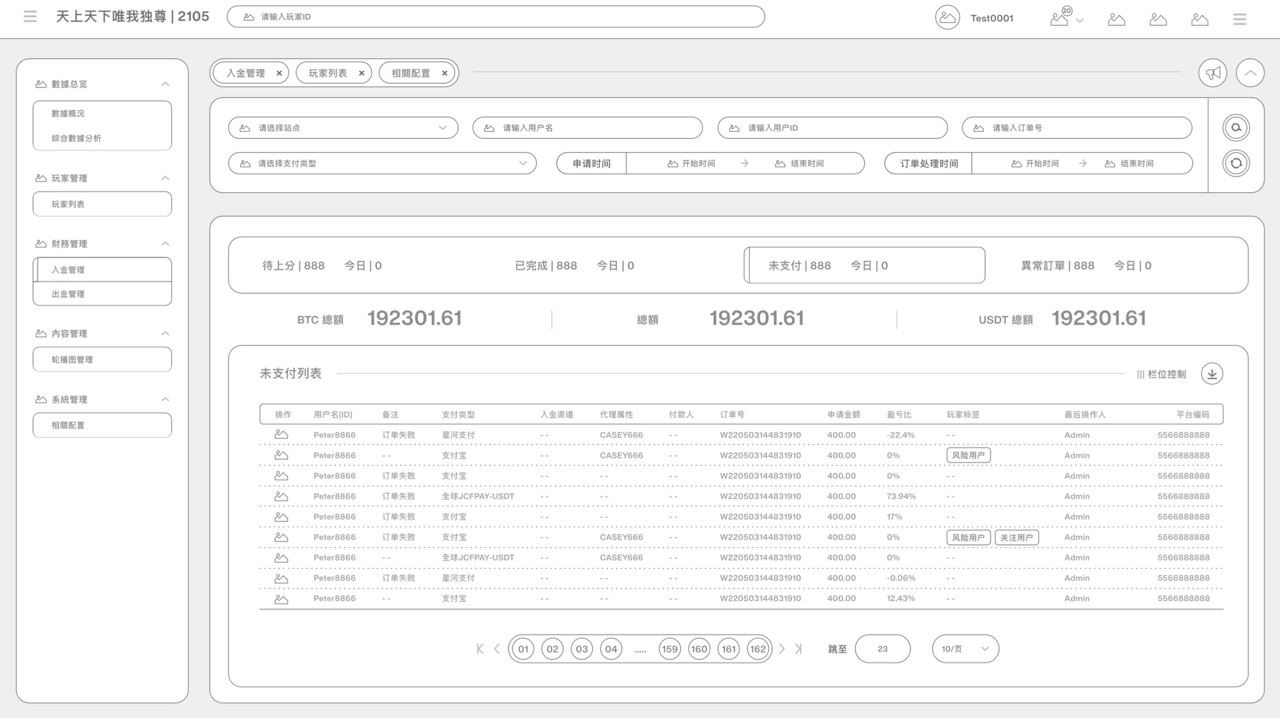 天上天下唯我独尊 | 2105
请输入玩家ID
Test0001
20
數據总览
數據概況
綜合數據分析
玩家管理
玩家列表
财務管理
入金管理
出金管理
内容管理
轮播图管理
系統管理
相關配置
入金管理 ×
玩家列表 ×
相關配置 ×
请选择站点
请输入用户名
请输入用户ID
请输入订单号
请选择支付类型
申请时间 开始时间 → 结束时间
订单处理时间 开始时间 → 结束时间
待上分 | 888 今日 | 0
已完成 | 888 今日 | 0
未支付 | 888 今日 | 0
異常訂單 | 888 今日 | 0
BTC 總額 192301.61
總額 192301.61
USDT 總額 192301.61
未支付列表
栏位控制
操作 用戶名(ID) 备注 支付类型 入金渠道 代理属性 付款人 订单号 申请金额 盈亏比 玩家标签 最后操作人 平台编码
Peter8866 订单失败 星河支付 - - CASEY666 - - W220503144831910 400.00 -22.4% - - Admin 5566888888
Peter8866 - - 支付宝 - - CASEY666 - - W220503144831910 400.00 0% 风险用户 Admin 5566888888
Peter8866 订单失败 支付宝 - - - - - - W220503144831910 400.00 0% - - Admin 5566888888
Peter8866 订单失败 全球JCFPAY-USDT - - - - - - W220503144831910 400.00 73.94% - - Admin 5566888888
Peter8866 订单失败 支付宝 - - - - - - W220503144831910 400.00 17% - - Admin 5566888888
Peter8866 订单失败 支付宝 - - CASEY666 - - W220503144831910 400.00 0% 风险用户 关注用户 Admin 5566888888
Peter8866 - - 全球JCFPAY-USDT - - CASEY666 - - W220503144831910 400.00 0% - - Admin 5566888888
Peter8866 订单失败 星河支付 - - - - - - W220503144831910 400.00 -0.06% - - Admin 5566888888
Peter8866 - - 支付宝 - - - - - - W220503144831910 400.00 12.43% - - Admin 5566888888
01 02 03 04 ..... 159 160 161 162 跳至 23 10/页